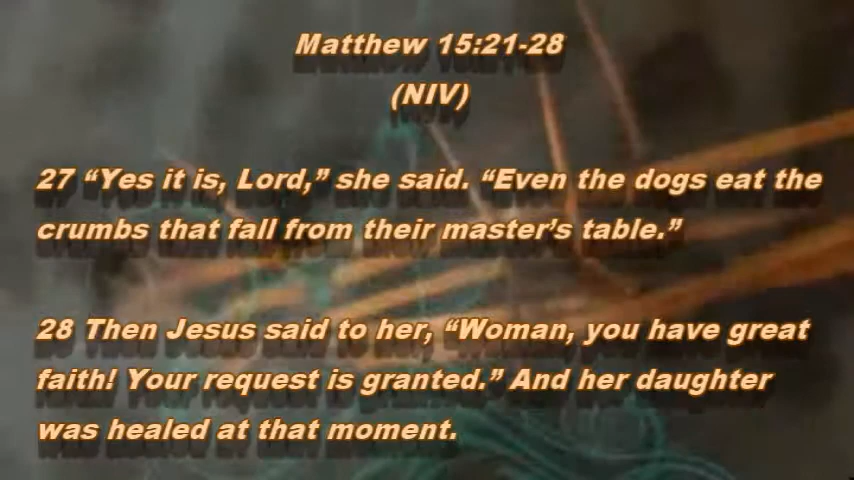 Matthew 15:21-28
(NIV)
27 “Yes it is, Lord,” she said. “Even the dogs eat the
crumbs that fall from their master’s table.”
28 Then Jesus said to her, “Woman, you have great
faith! Your request is granted.” And her daughter
was healed at that moment.